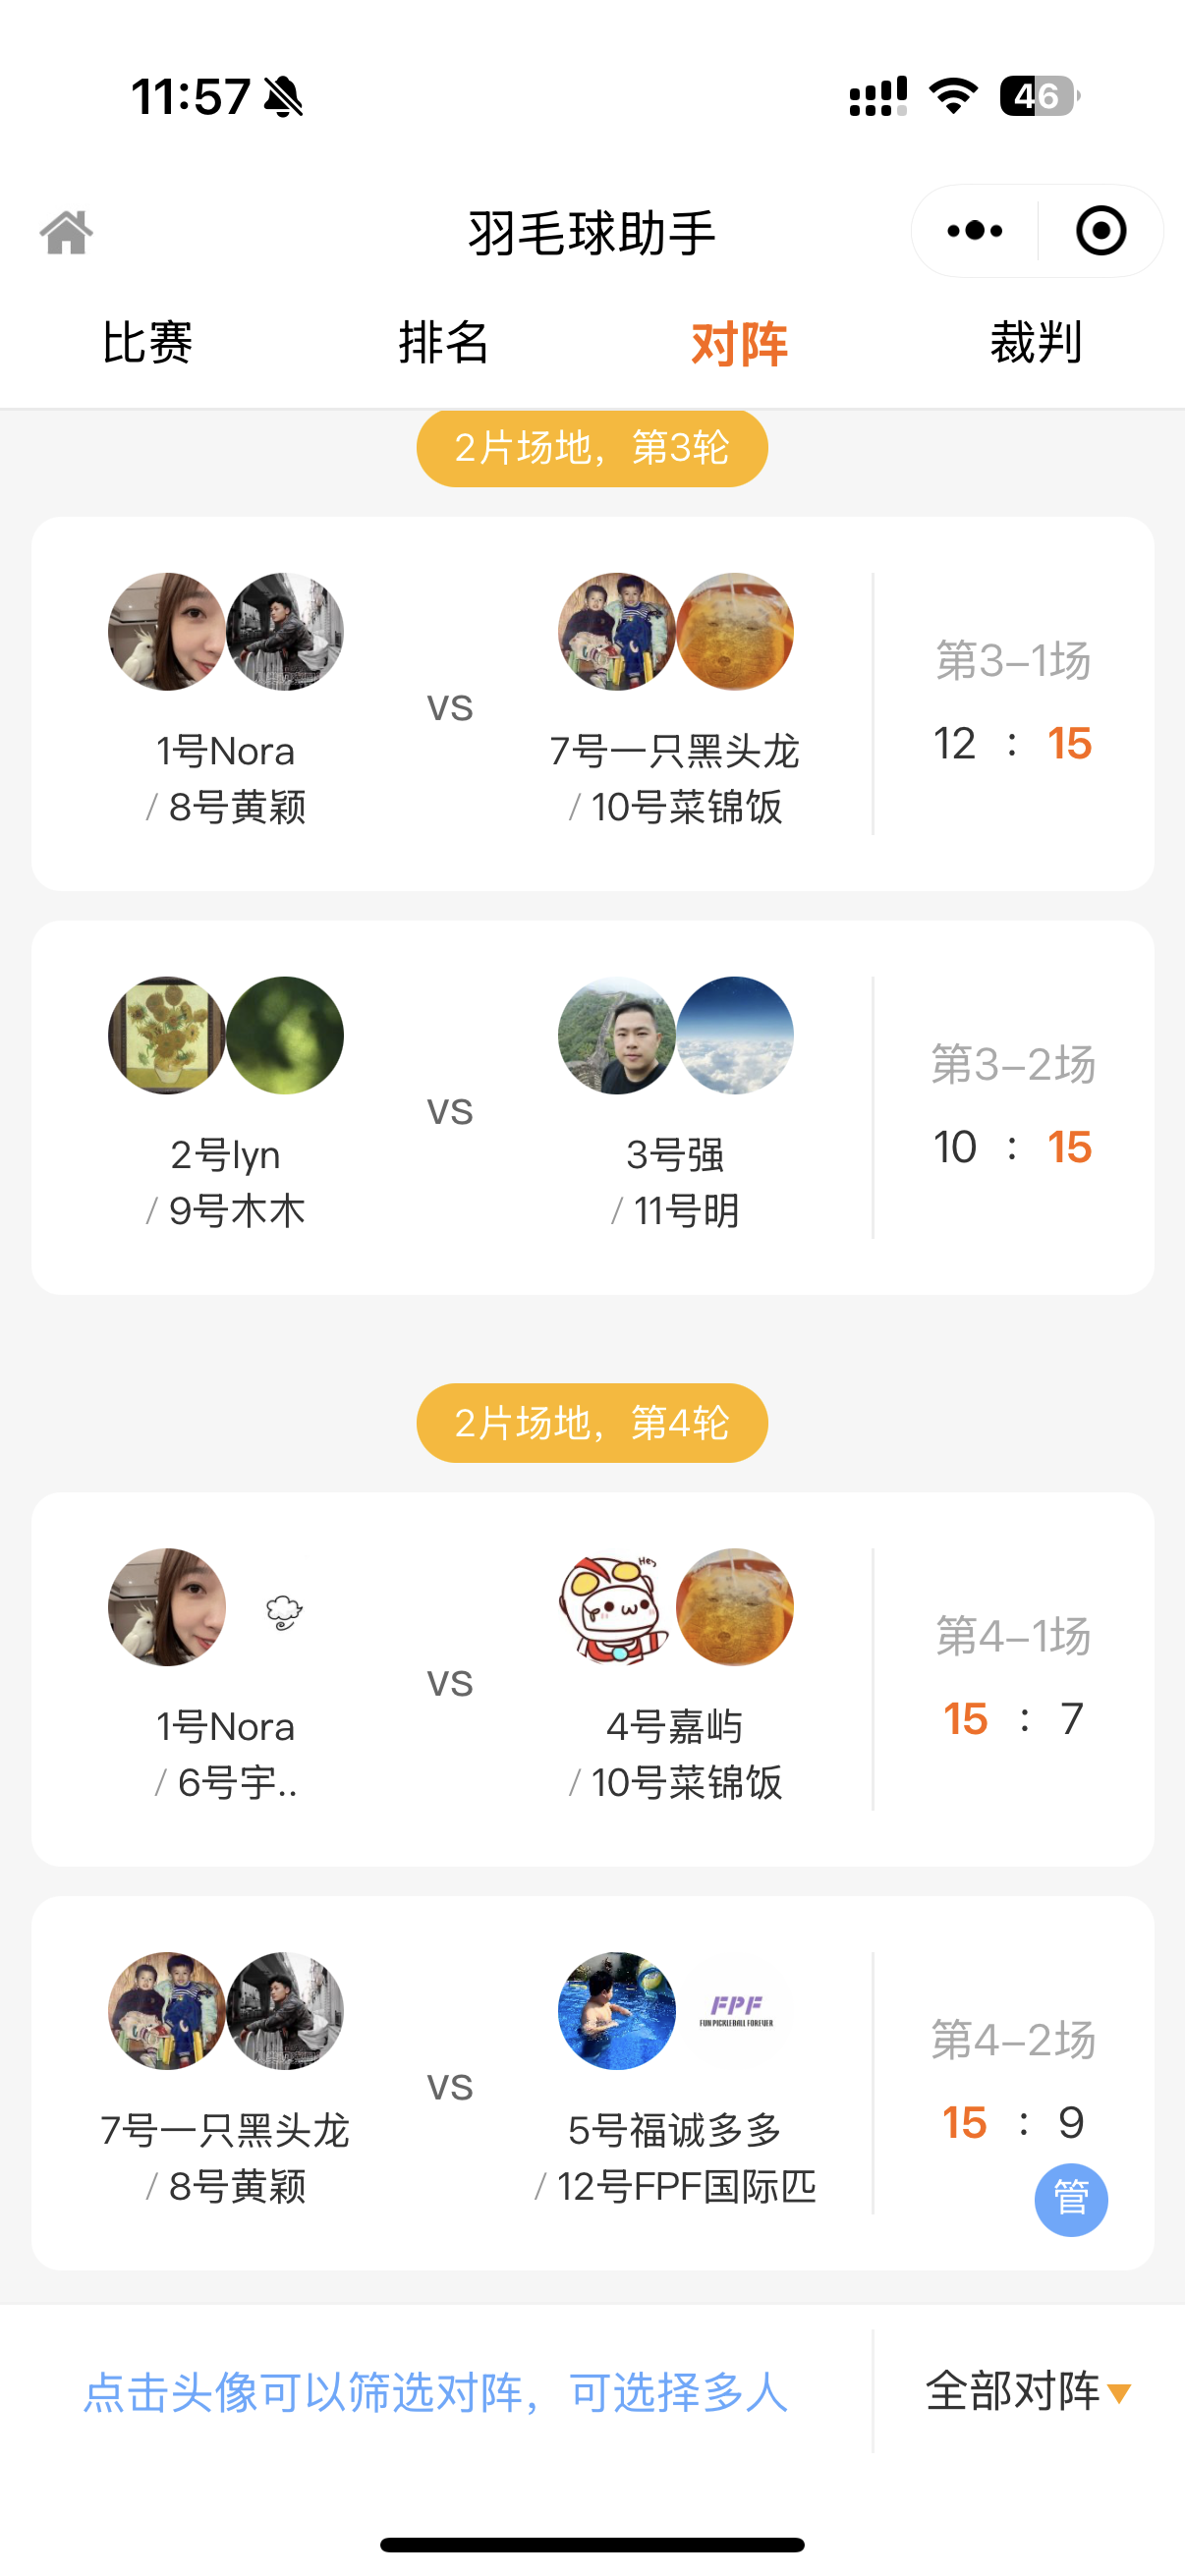 11:57
46
羽毛球助手
比赛 排名 对阵 裁判
2片场地，第3轮
第3-1场
vs
12 : 15
1号Nora
/ 8号黄颖
7号一只黑头龙
/ 10号菜锦饭
第3-2场
vs
10 : 15
2号lyn
/ 9号木木
3号强
/ 11号明
2片场地，第4轮
Hey
第4-1场
vs
15 : 7
1号Nora
/ 6号宇..
4号嘉屿
/ 10号菜锦饭
FPF
FUN PICKLEBALL FOREVER
第4-2场
vs
15 : 9
7号一只黑头龙
/ 8号黄颖
5号福诚多多
/ 12号FPF国际匹
管
点击头像可以筛选对阵，可选择多人
全部对阵